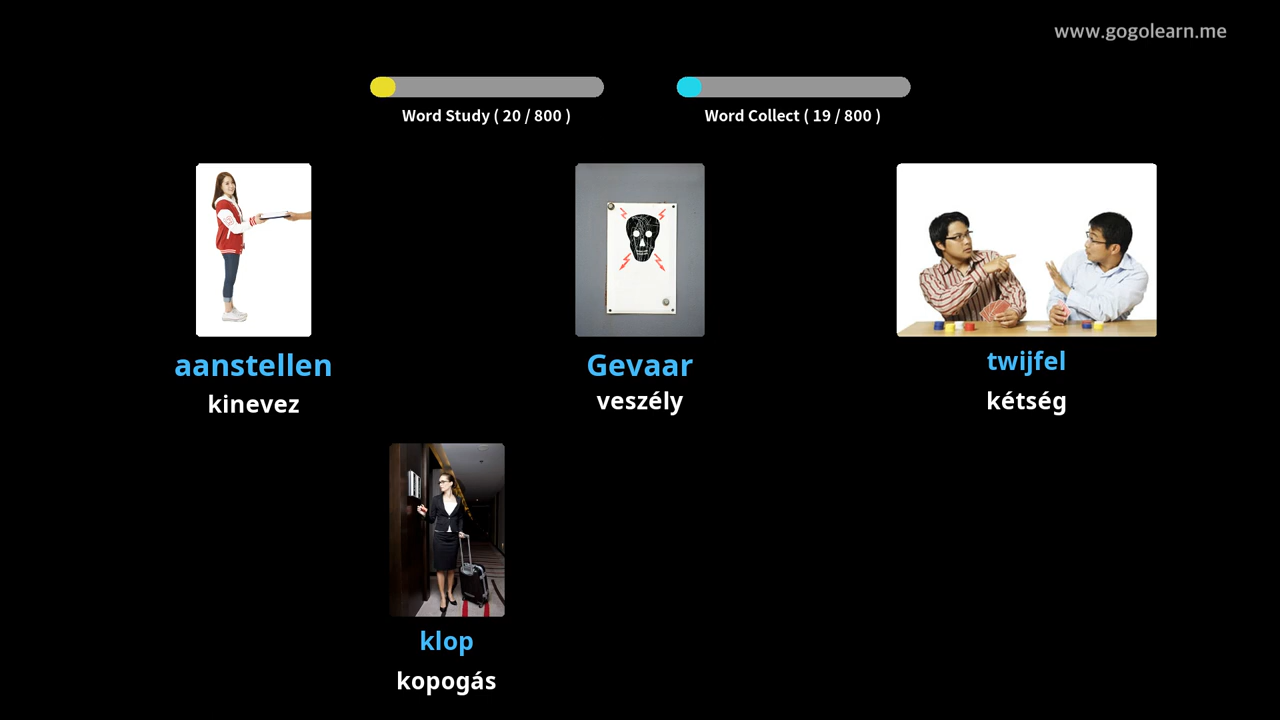 www.gogolearn.me
Word Study ( 20 / 800 )
Word Collect ( 19 / 800 )
aanstellen
kinevez
Gevaar
veszély
twijfel
kétség
klop
kopogás